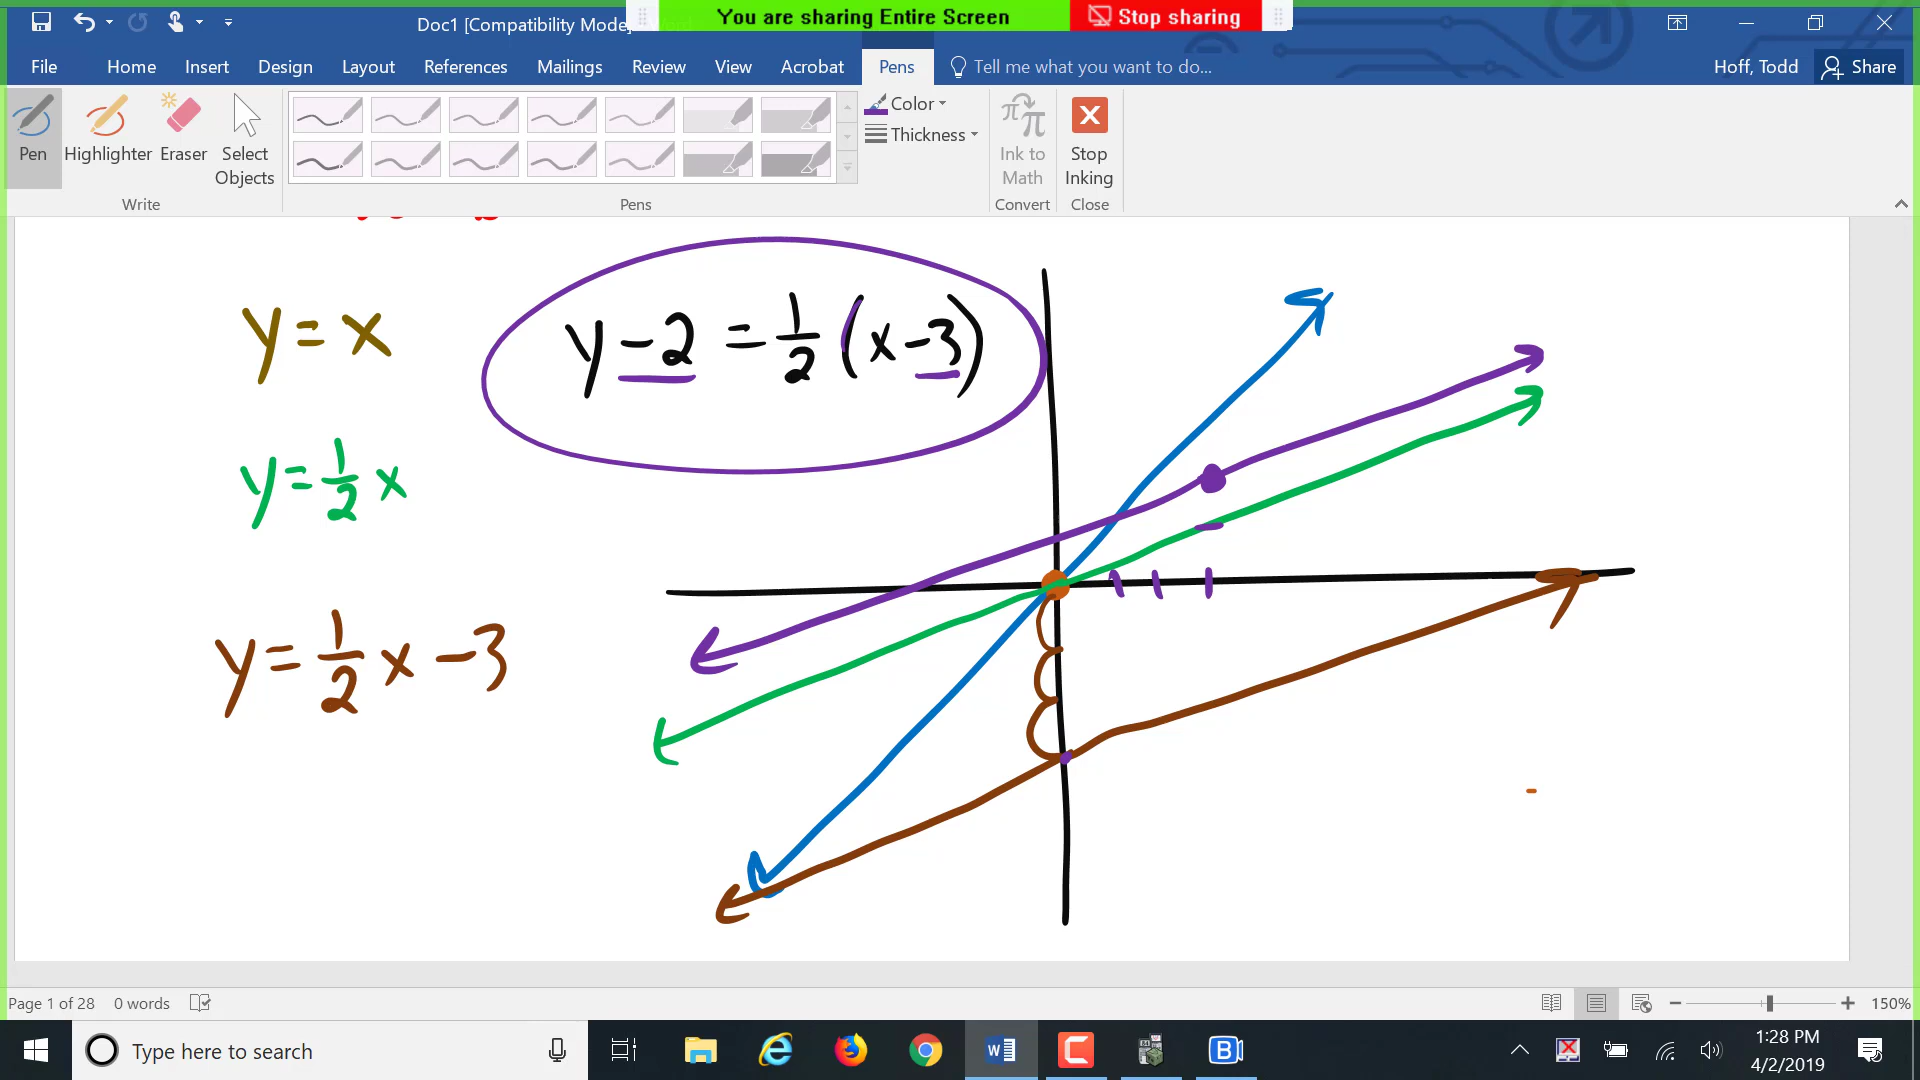 Doc1 [Compatibility Mode]
You are sharing Entire Screen
Stop sharing
File Home Insert Design Layout References Mailings Review View Acrobat Pens Tell me what you want to do... Hoff, Todd Share
Pen Highlighter Eraser Select Objects
Color
Thickness
Ink to Math
Stop Inking
Write Pens Convert Close
y = x
y - 2 = 1/2 (x - 3)
y = 1/2 x
y = 1/2 x - 3
Page 1 of 28 0 words 150%
Type here to search
1:28 PM
4/2/2019